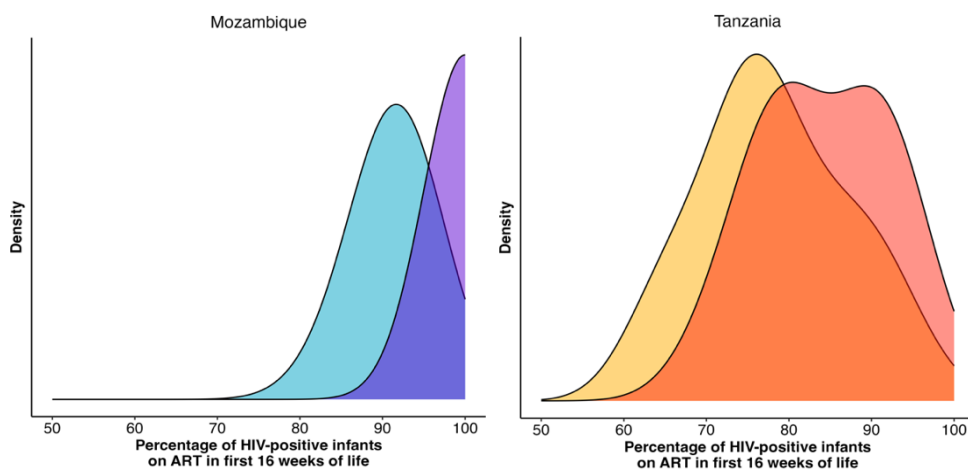 Mozambique
Density
50 60 70 80 90 100
Percentage of HIV-positive infants
on ART in first 16 weeks of life
Tanzania
Density
50 60 70 80 90 100
Percentage of HIV-positive infants
on ART in first 16 weeks of life